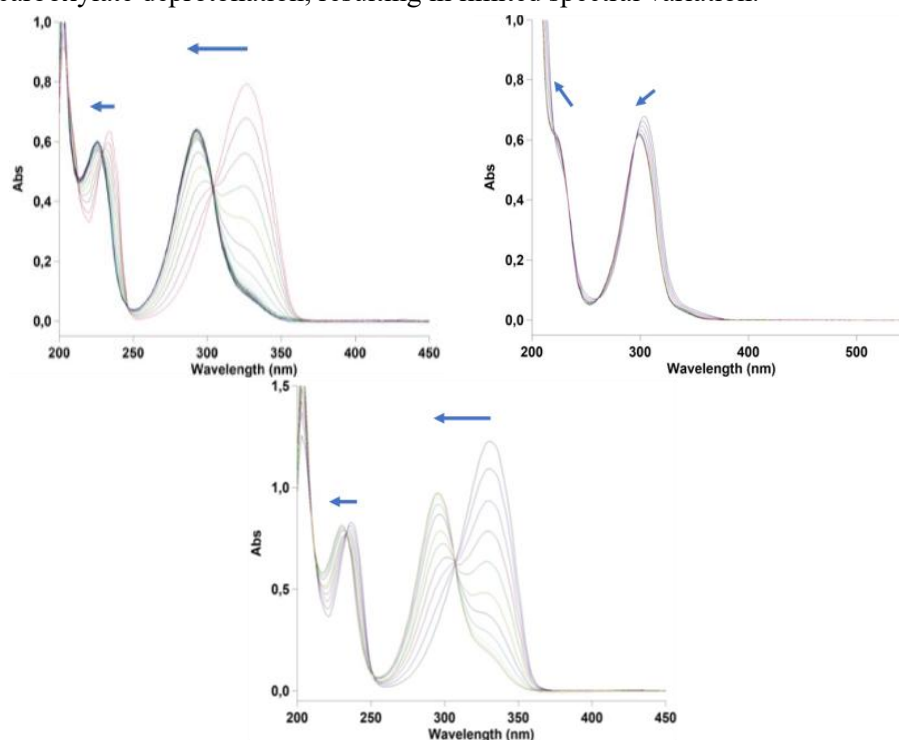 carboxylate deprotonation, resulting in limited spectral variation.
1,0
0,8
0,6
0,4
0,2
0,0
Abs
200 250 300 350 400 450
Wavelength (nm)
1,0
0,8
0,6
0,4
0,2
0,0
Abs
200 300 400 500
Wavelength (nm)
1,5
1,0
0,5
0,0
Abs
200 250 300 350 400 450
Wavelength (nm)